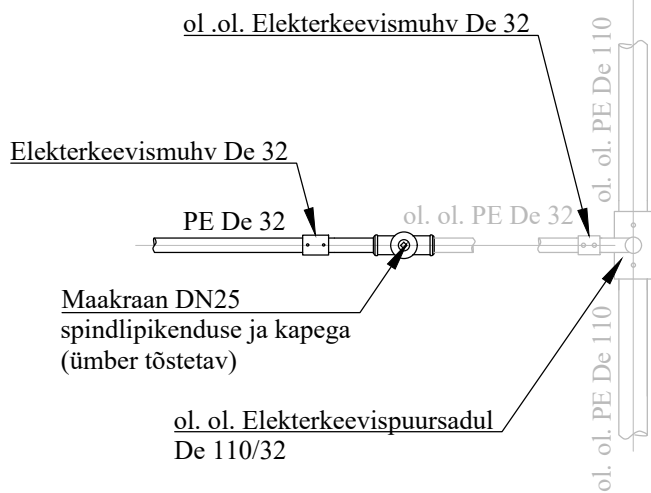 ol .ol. Elekterkeevismuhv De 32
ol. ol. PE De 110
Elekterkeevismuhv De 32
PE De 32
ol. ol. PE De 32
Maakraan DN25
spindlipikenduse ja kapega
(ümber tõstetav)
ol. ol. PE De 110
ol. ol. Elekterkeevispuursadul
De 110/32